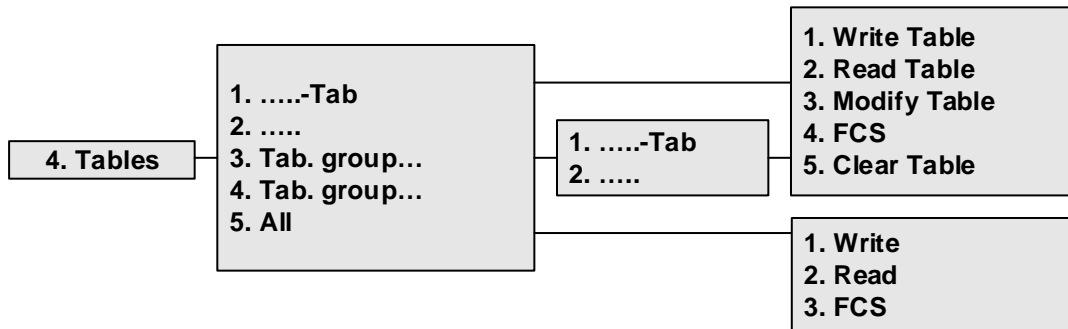 4. Tables
1. …..-Tab
2. …..
3. Tab. group…
4. Tab. group…
5. All
1. …..-Tab
2. …..
1. Write Table
2. Read Table
3. Modify Table
4. FCS
5. Clear Table
1. Write
2. Read
3. FCS